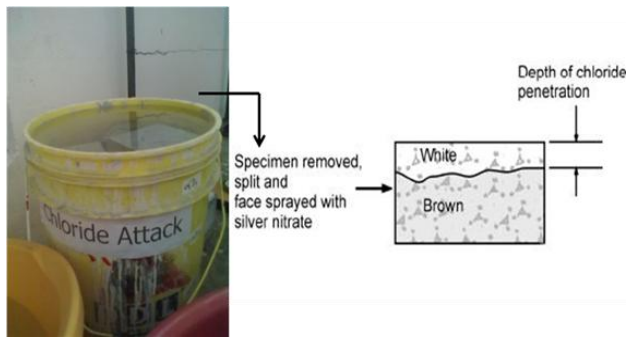 Chloride Attack
Specimen removed,
split and
face sprayed with
silver nitrate
White
Brown
Depth of chloride
penetration